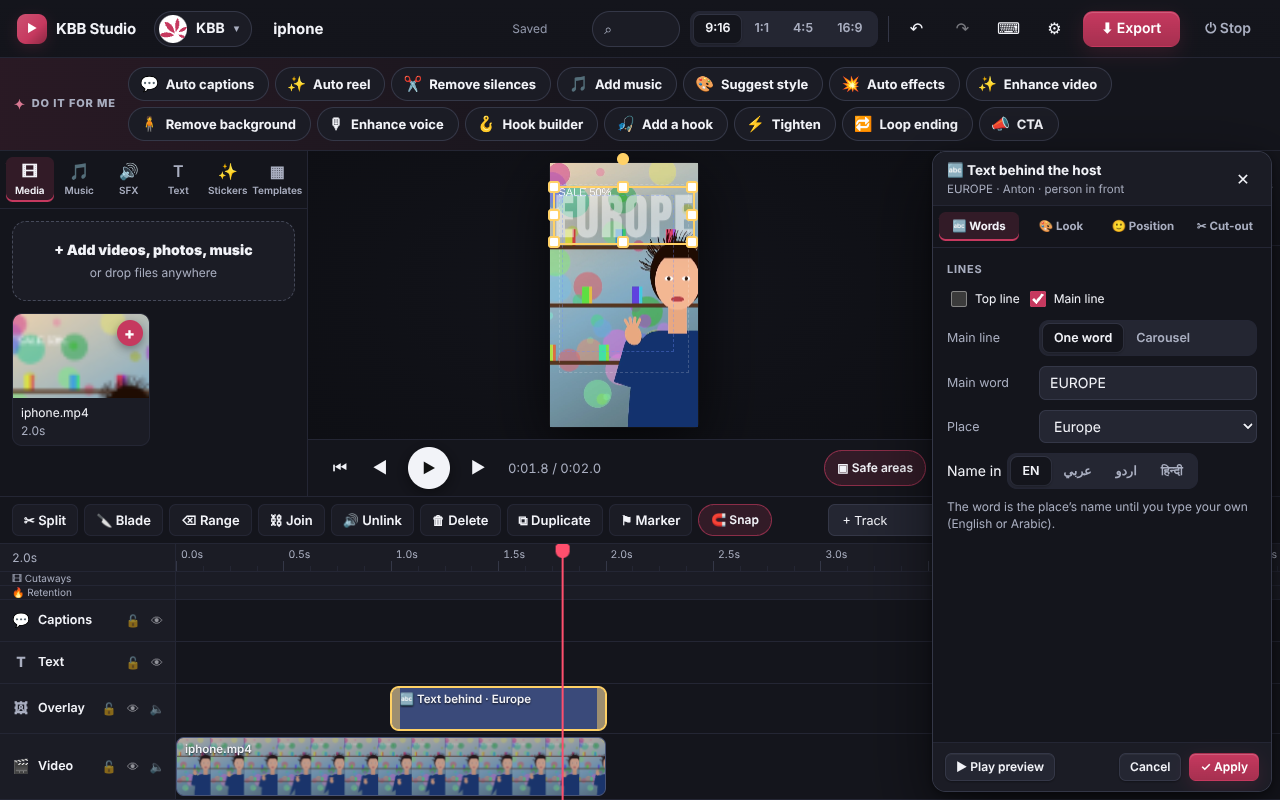 KBB Studio
KBB
iphone
Saved
9:16
1:1
4:5
16:9
Export
Stop
DO IT FOR ME
Auto captions
Auto reel
Remove silences
Add music
Suggest style
Auto effects
Enhance video
Remove background
Enhance voice
Hook builder
Add a hook
Tighten
Loop ending
CTA
Media
Music
SFX
Text
Stickers
Templates
+ Add videos, photos, music
or drop files anywhere
iphone.mp4
2.0s
SALE 50%
EUROPE
0:01.8 / 0:02.0
Safe areas
Text behind the host
EUROPE · Anton · person in front
Words
Look
Position
Cut-out
LINES
Top line
Main line
Main line
One word
Carousel
Main word
EUROPE
Place
Europe
Name in
EN
عربي
اردو
हिन्दी
The word is the place’s name until you type your own
(English or Arabic).
Play preview
Cancel
✓ Apply
Split
Blade
Range
Join
Unlink
Delete
Duplicate
Marker
Snap
+ Track
2.0s
0.0s
0.5s
1.0s
1.5s
2.0s
2.5s
3.0s
Cutaways
Retention
Captions
Text
Overlay
Text behind · Europe
Video
iphone.mp4